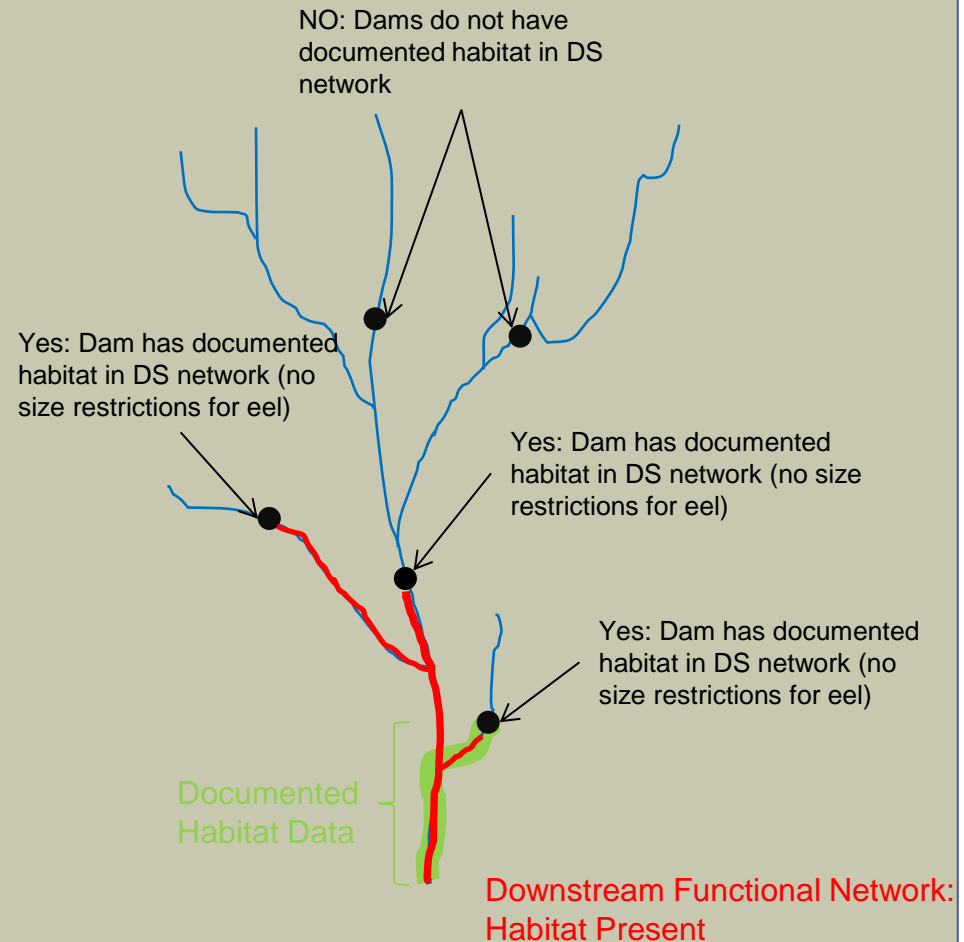 NO: Dams do not have
documented habitat in DS
network
Yes: Dam has documented
habitat in DS network (no
size restrictions for eel)
Yes: Dam has documented
habitat in DS network (no size
restrictions for eel)
Yes: Dam has documented
habitat in DS network (no
size restrictions for eel)
Documented
Habitat Data
Downstream Functional Network:
Habitat Present